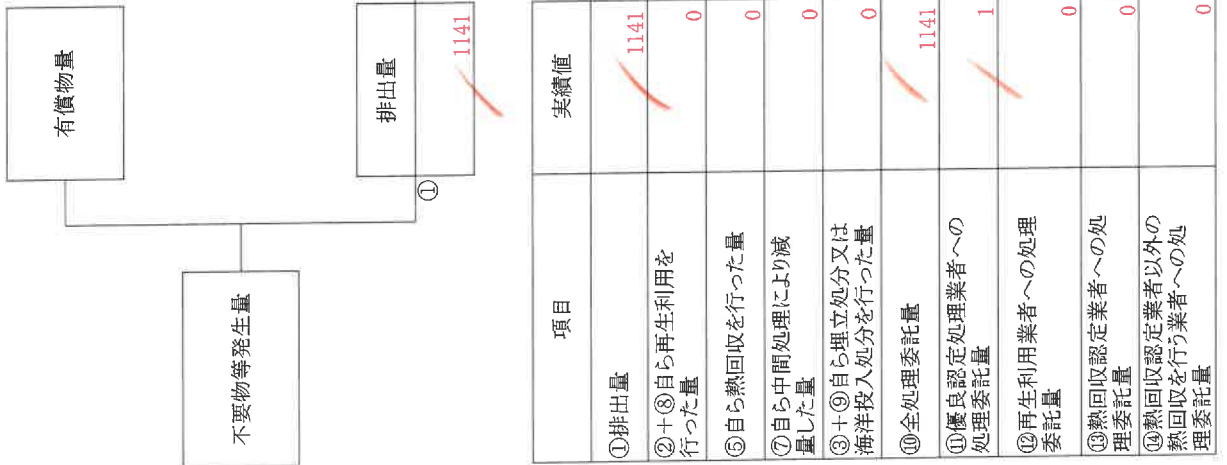 有償物量
不要物等発生量
排出量
①
1141
項目 実績値
①排出量 1141
②+⑧自ら再生利用を
行った量 0
⑤自ら熱回収を行った量 0
⑦自ら中間処理により減
量した量 0
③+⑨自ら埋立処分又は
海洋投入処分を行った量 0
⑩全処理委託量 1141
⑪優良認定処理業者への
処理委託量 1
⑫再生利用業者への処理
委託量 0
⑬熱回収認定業者への処
理委託量 0
⑭熱回収認定業者以外の
熱回収を行う業者への処
理委託量 0